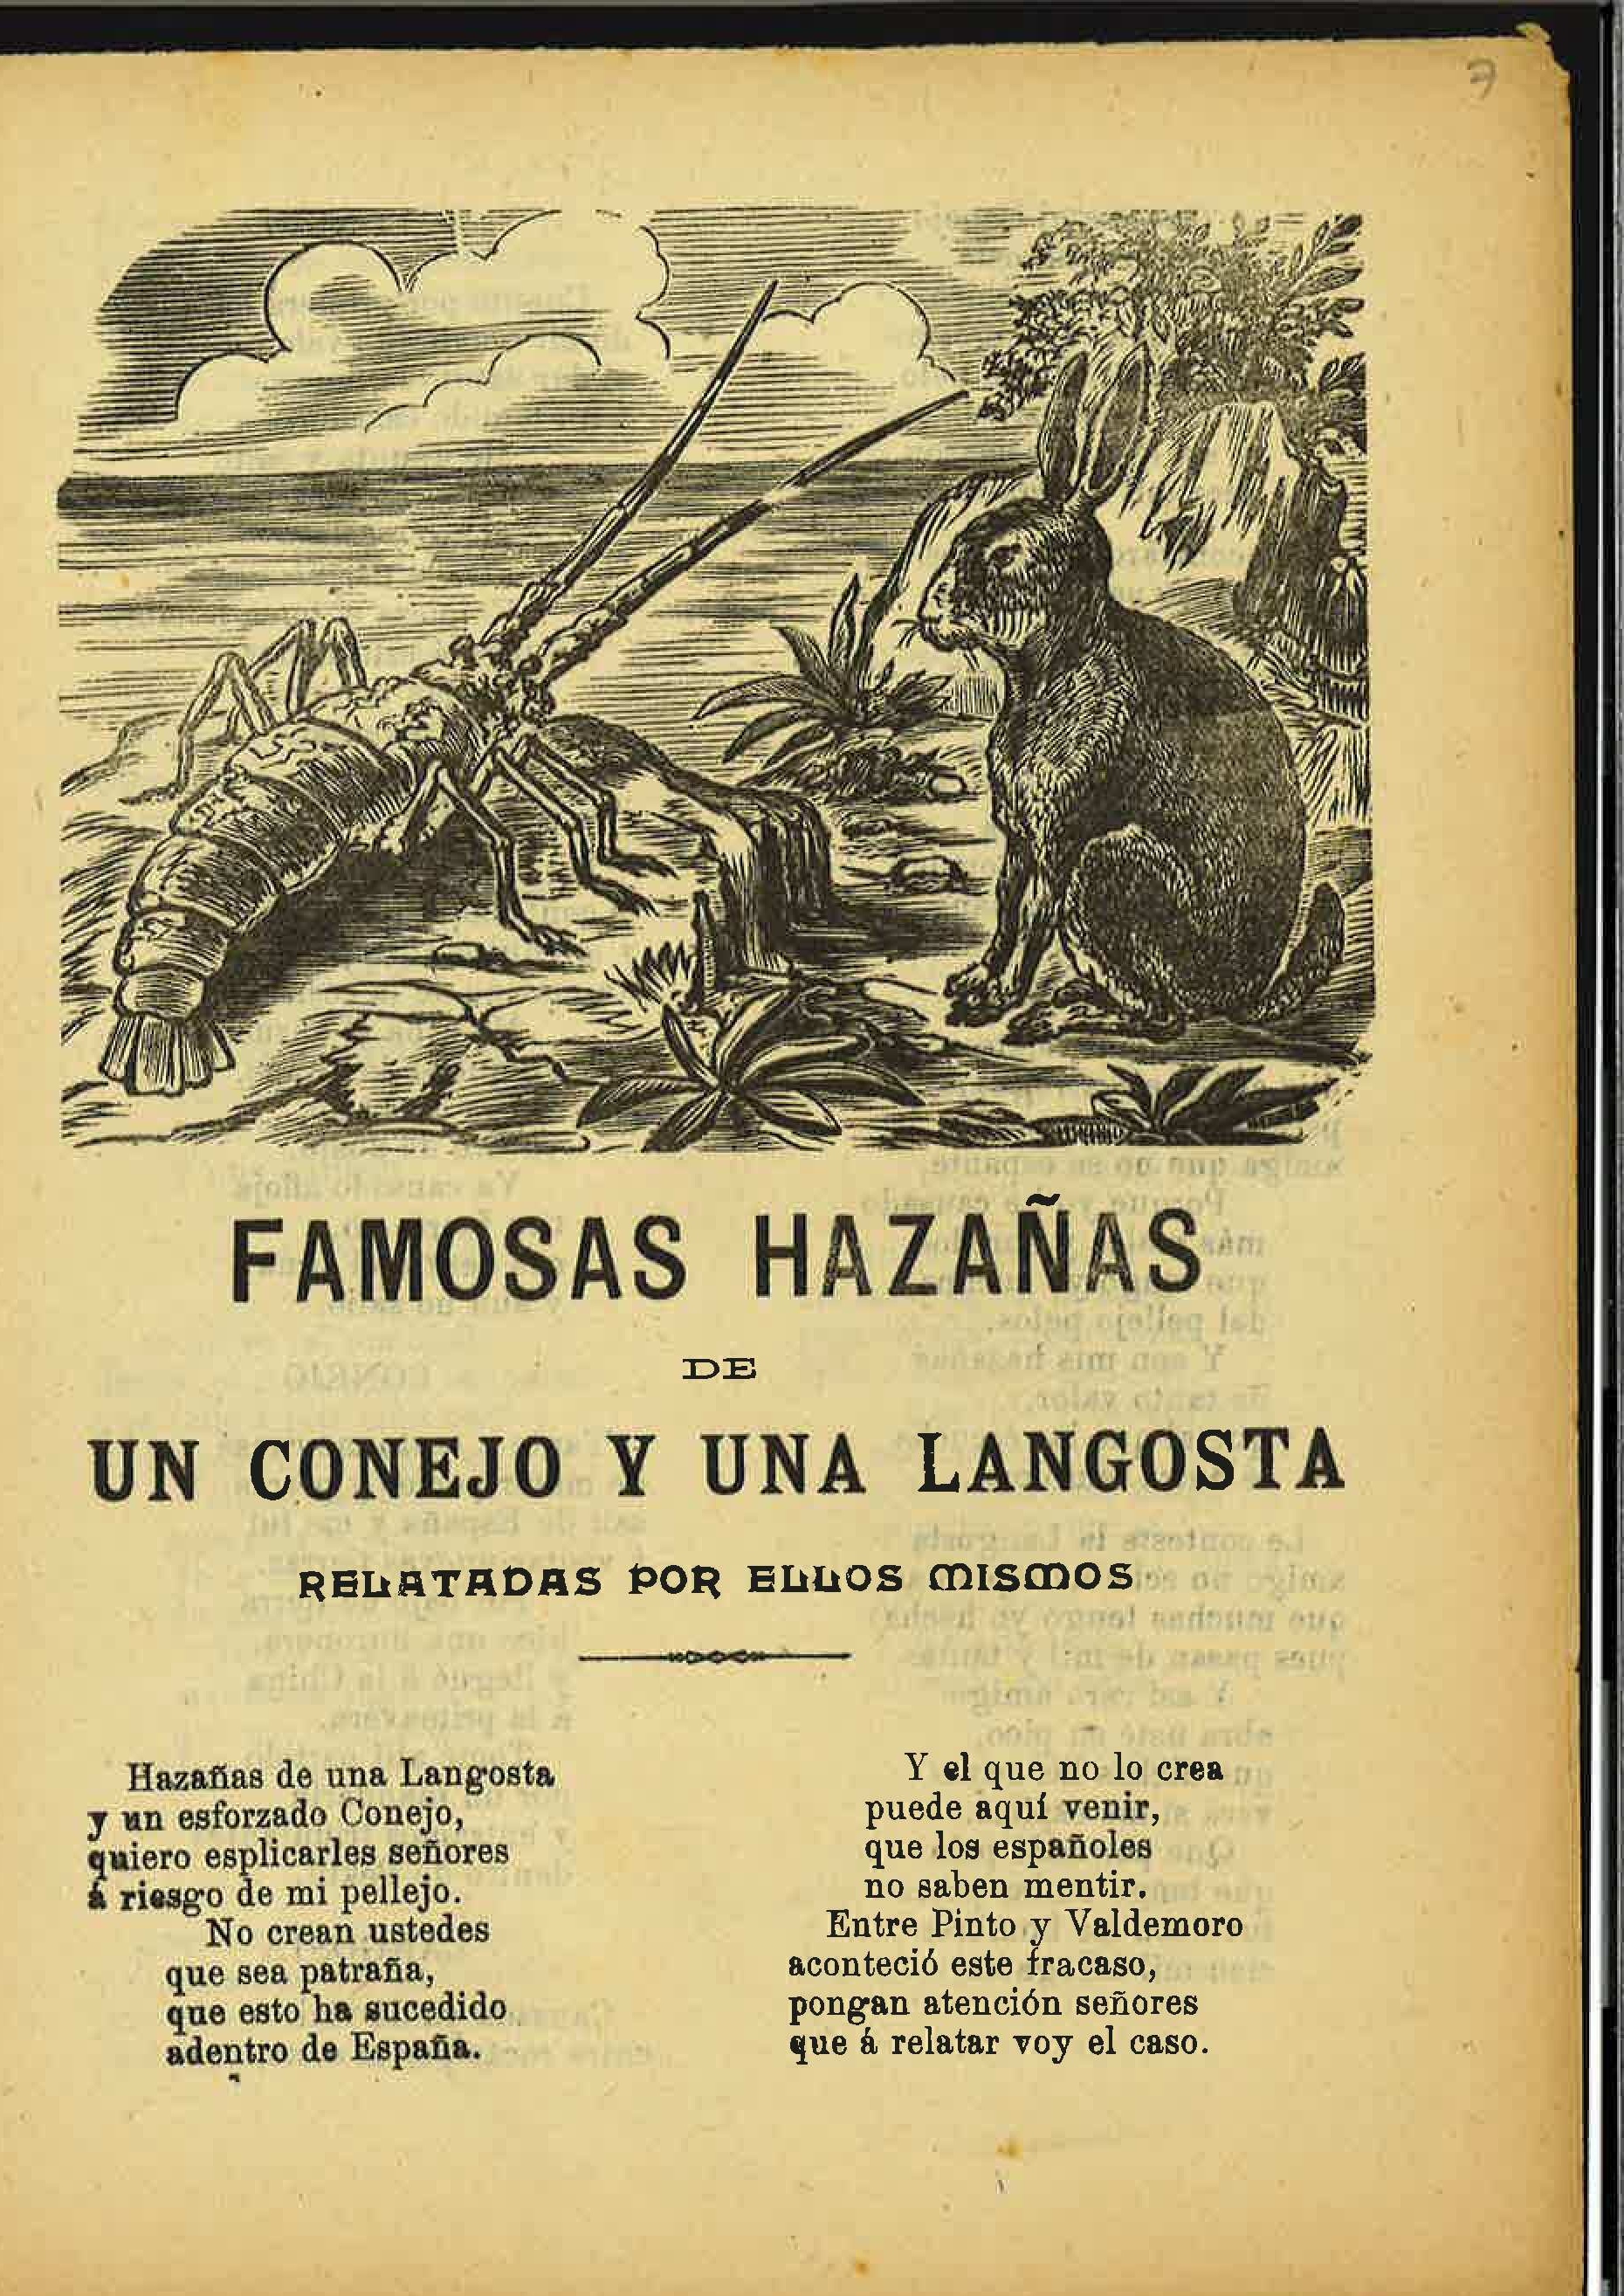 7
FAMOSAS HAZAÑAS
DE
UN CONEJO Y UNA LANGOSTA
RELATADAS POR ELLOS MISMOS
Hazañas de una Langosta
y un esforzado Conejo,
quiero esplicarles señores
á riesgo de mi pellejo.
No crean ustedes
que sea patraña,
que esto ha sucedido
adentro de España.
Y el que no lo crea
puede aquí venir,
que los españoles
no saben mentir.
Entre Pinto y Valdemoro
aconteció este fracaso,
pongan atención señores
que á relatar voy el caso.